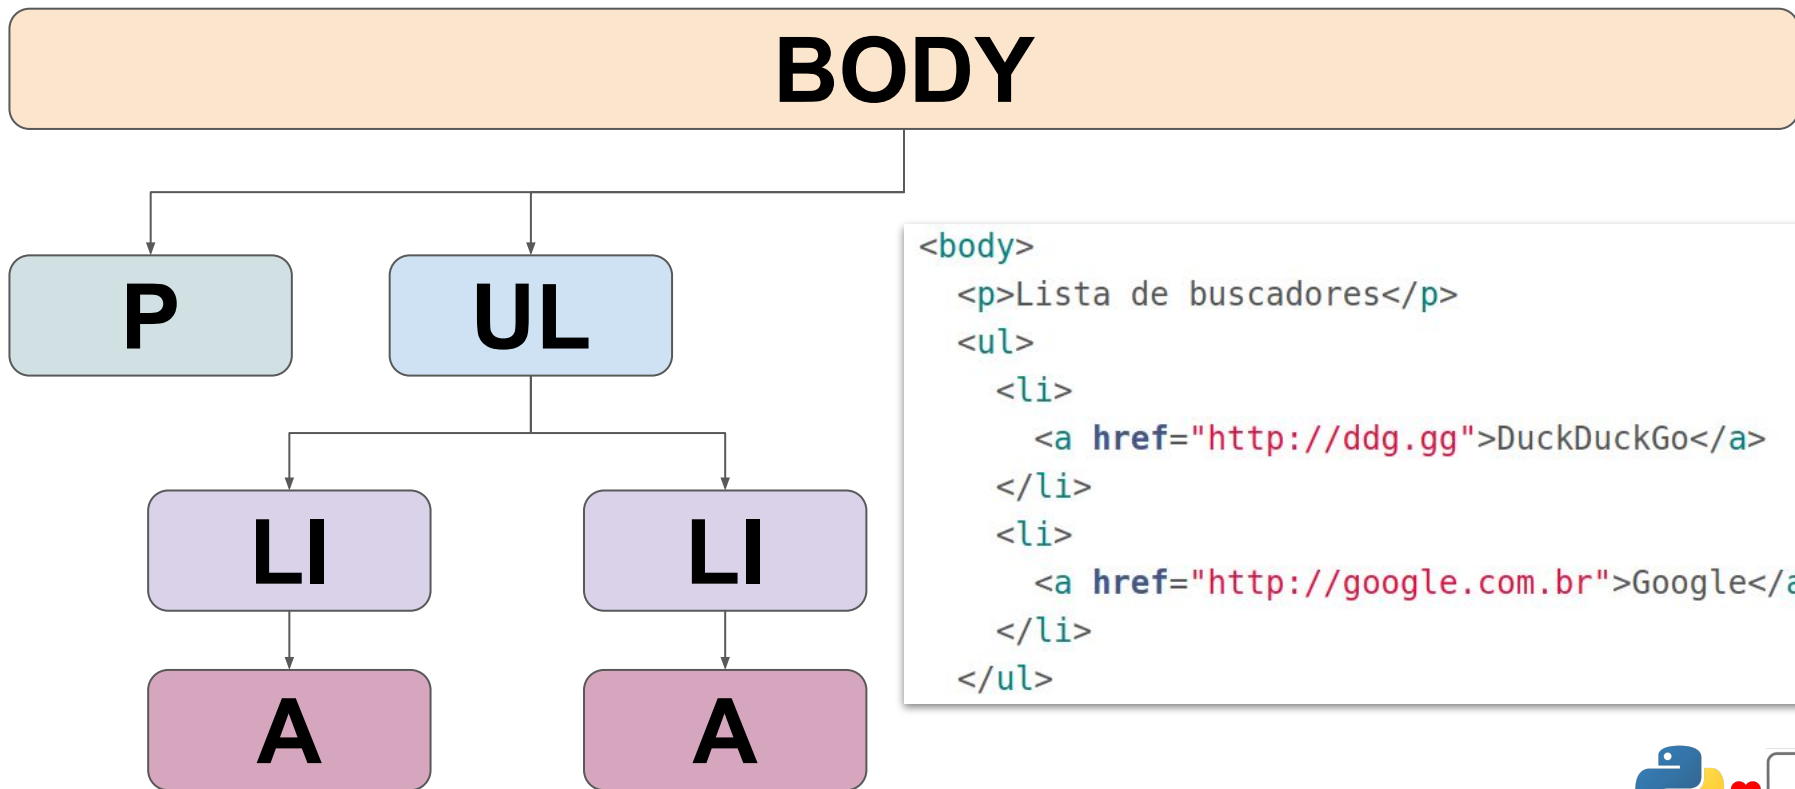 BODY
P
UL
LI
LI
A
A
<body>
<p>Lista de buscadores</p>
<ul>
<li>
<a href="http://ddg.gg">DuckDuckGo</a>
</li>
<li>
<a href="http://google.com.br">Google</a
</li>
</ul>